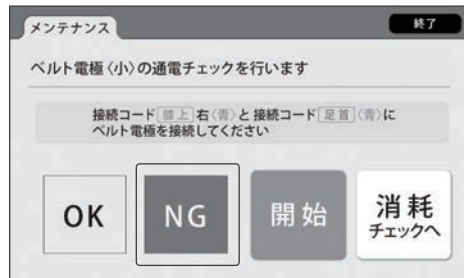 メンテナンス
終了
ベルト電極〈小〉の通電チェックを行います
接続コード 膝上 右〈青〉と接続コード 足首〈青〉に
ベルト電極を接続してください
OK
NG
開始
消耗
チェックへ